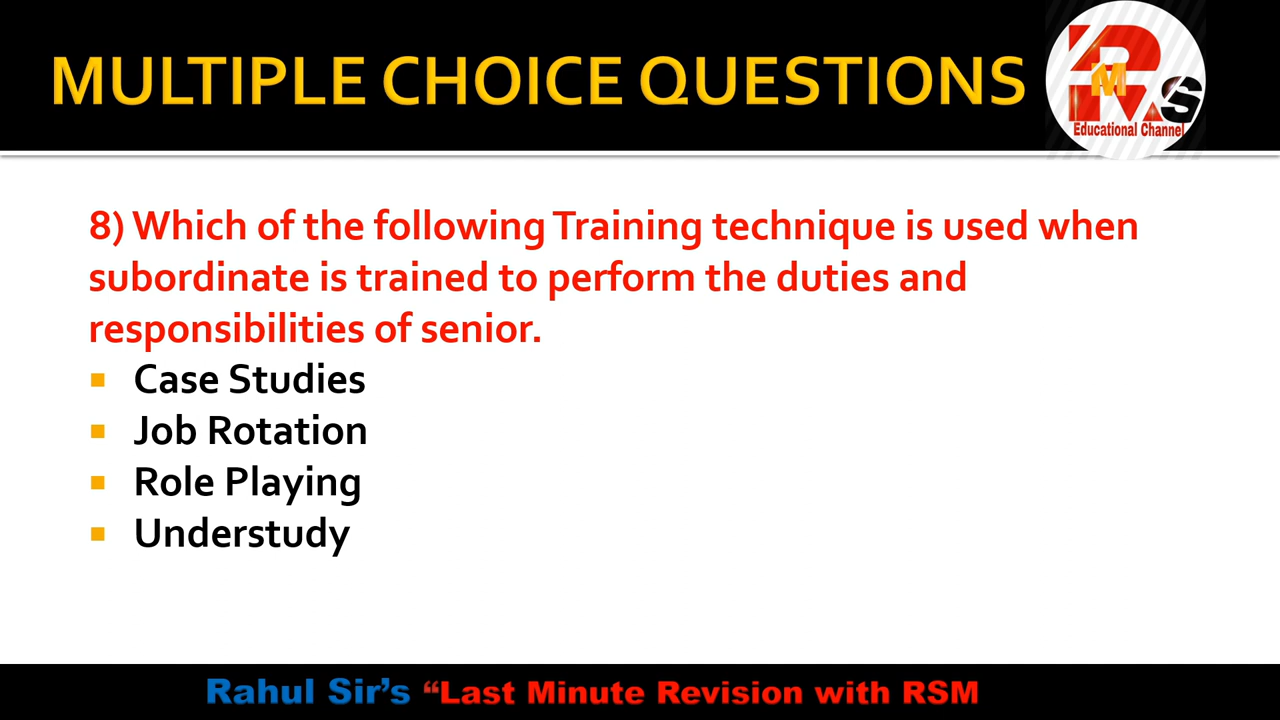 MULTIPLE CHOICE QUESTIONS
RMS
Educational Channel
8) Which of the following Training technique is used when
subordinate is trained to perform the duties and
responsibilities of senior.
Case Studies
Job Rotation
Role Playing
Understudy
Rahul Sir’s “Last Minute Revision with RSM